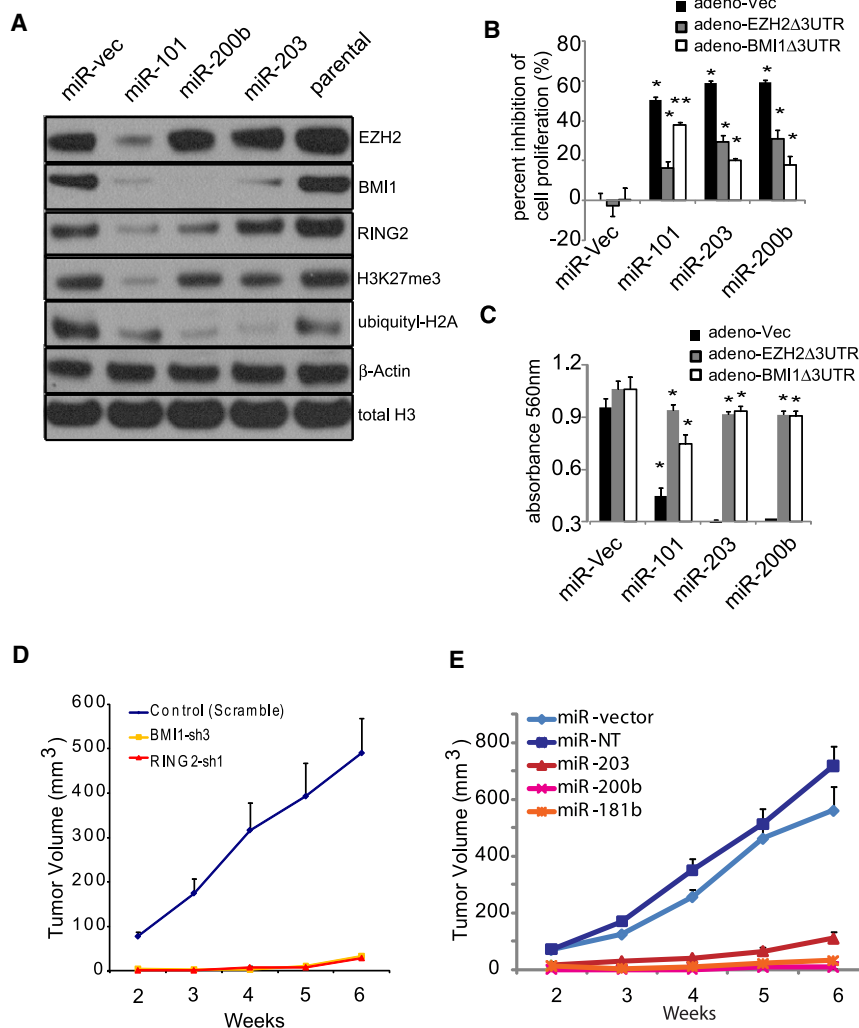 A
miR-vec
miR-101
miR-200b
miR-203
parental
EZH2
BMI1
RING2
H3K27me3
ubiquityl-H2A
β-Actin
total H3
B
adeno-Vec
adeno-EZH2Δ3UTR
adeno-BMI1Δ3UTR
percent inhibition of
cell proliferation (%)
80
60
40
20
0
-20
*
*
**
*
*
*
*
*
*
miR-Vec
miR-101
miR-203
miR-200b
C
adeno-Vec
adeno-EZH2Δ3UTR
adeno-BMI1Δ3UTR
absorbance 560nm
1.2
0.9
0.6
0.3
*
*
*
* *
**
miR-Vec
miR-101
miR-203
miR-200b
D
Control (Scramble)
BMI1-sh3
RING2-sh1
Tumor Volume (mm3)
600
500
400
300
200
100
0
2 3 4 5 6
Weeks
E
miR-vector
miR-NT
miR-203
miR-200b
miR-181b
Tumor Volume (mm3)
800
600
400
200
0
2 3 4 5 6
Weeks